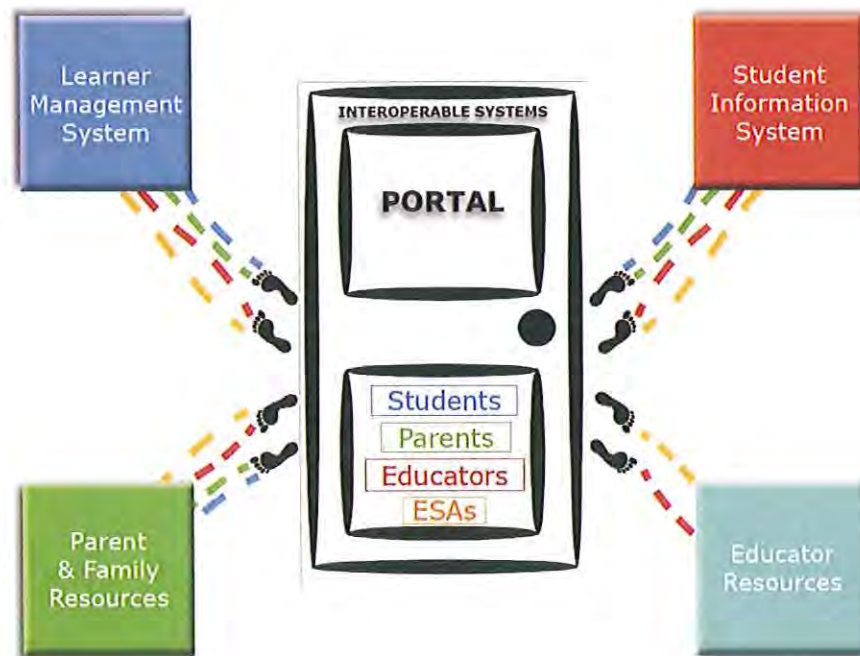 Learner
Management
System
Student
Information
System
INTEROPERABLE SYSTEMS
PORTAL
Students
Parents
Educators
ESAs
Parent
& Family
Resources
Educator
Resources